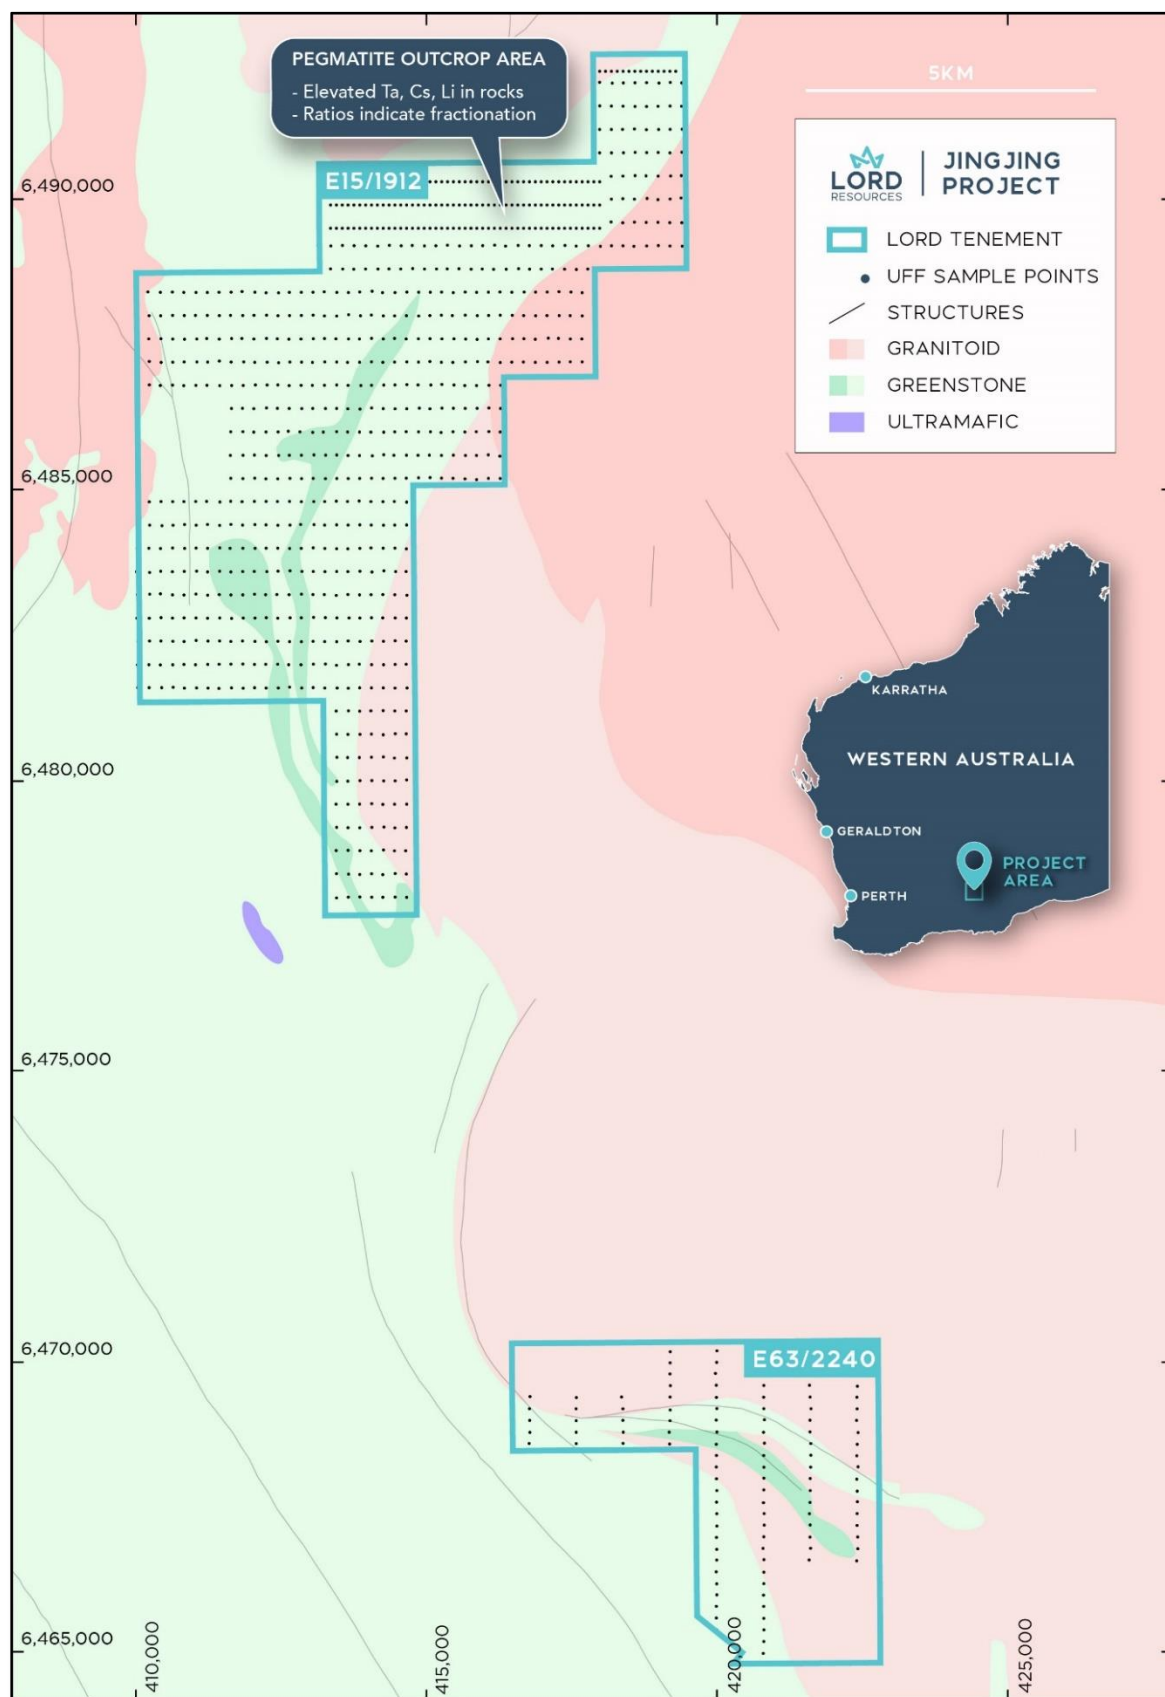 PEGMATITE OUTCROP AREA
- Elevated Ta, Cs, Li in rocks
- Ratios indicate fractionation
5KM
LORD
RESOURCES
JINGJING
PROJECT
LORD TENEMENT
UFF SAMPLE POINTS
STRUCTURES
GRANITOID
GREENSTONE
ULTRAMAFIC
E15/1912
6,490,000
6,485,000
6,480,000
6,475,000
6,470,000
6,465,000
KARRATHA
WESTERN AUSTRALIA
GERALDTON
PROJECT
AREA
PERTH
E63/2240
410,000
415,000
420,000
425,000